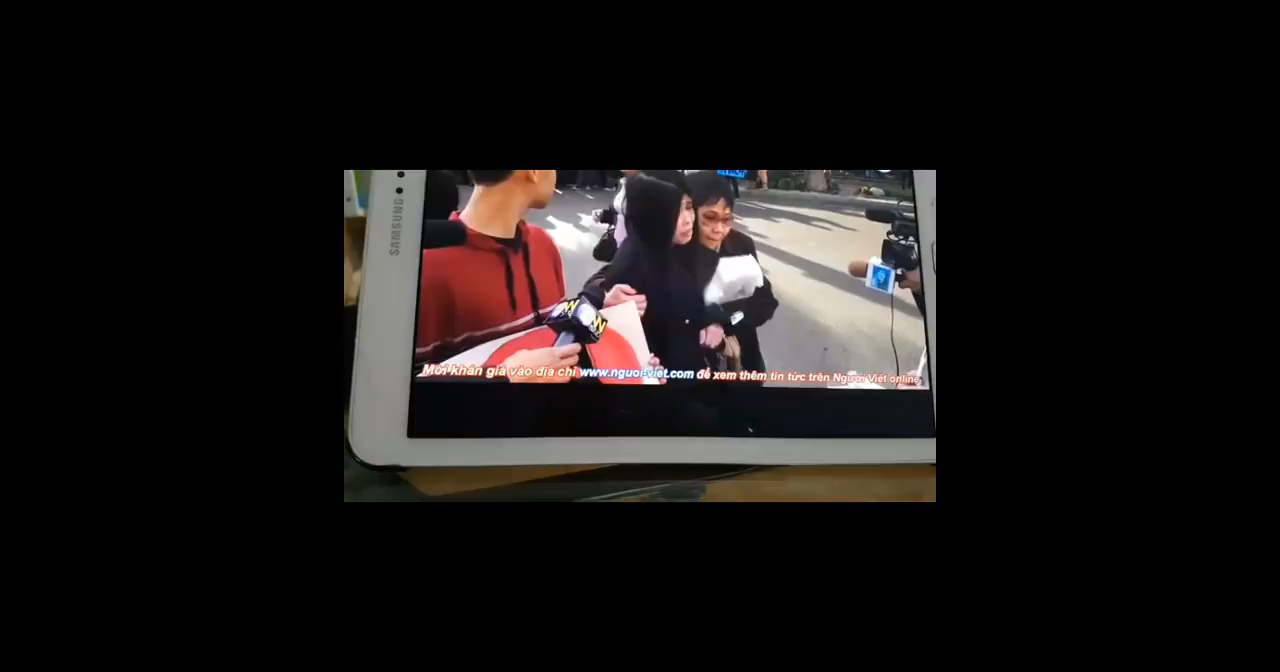 SAMSUNG
Mời khán giả vào địa chỉ www.nguoi-viet.com để xem thêm tin tức trên Người Việt online